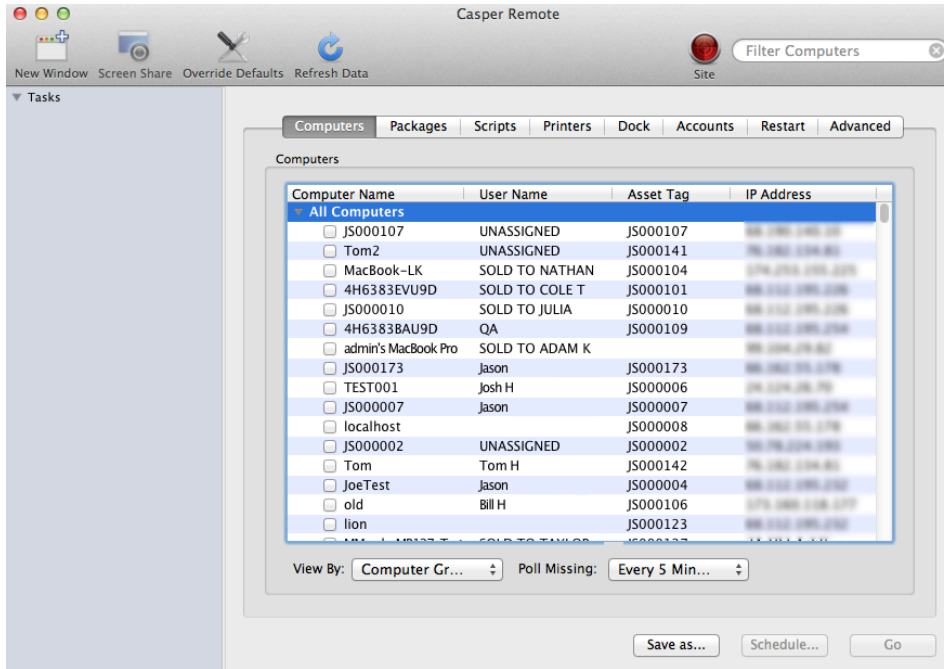 Casper Remote
New Window Screen Share Override Defaults Refresh Data Site Filter Computers
Tasks
Computers Packages Scripts Printers Dock Accounts Restart Advanced
Computers
Computer Name User Name Asset Tag IP Address
All Computers
JS000107 UNASSIGNED JS000107
Tom2 UNASSIGNED JS000141
MacBook-LK SOLD TO NATHAN JS000104
4H6383EVU9D SOLD TO COLE T JS000101
JS000010 SOLD TO JULIA JS000010
4H6383BAU9D QA JS000109
admin's MacBook Pro SOLD TO ADAM K
JS000173 Jason JS000173
TEST001 Josh H JS000006
JS000007 Jason JS000007
localhost JS000008
JS000002 UNASSIGNED JS000002
Tom Tom H JS000142
JoeTest Jason JS000004
old Bill H JS000106
lion JS000123
View By: Computer Gr... Poll Missing: Every 5 Min...
Save as... Schedule... Go